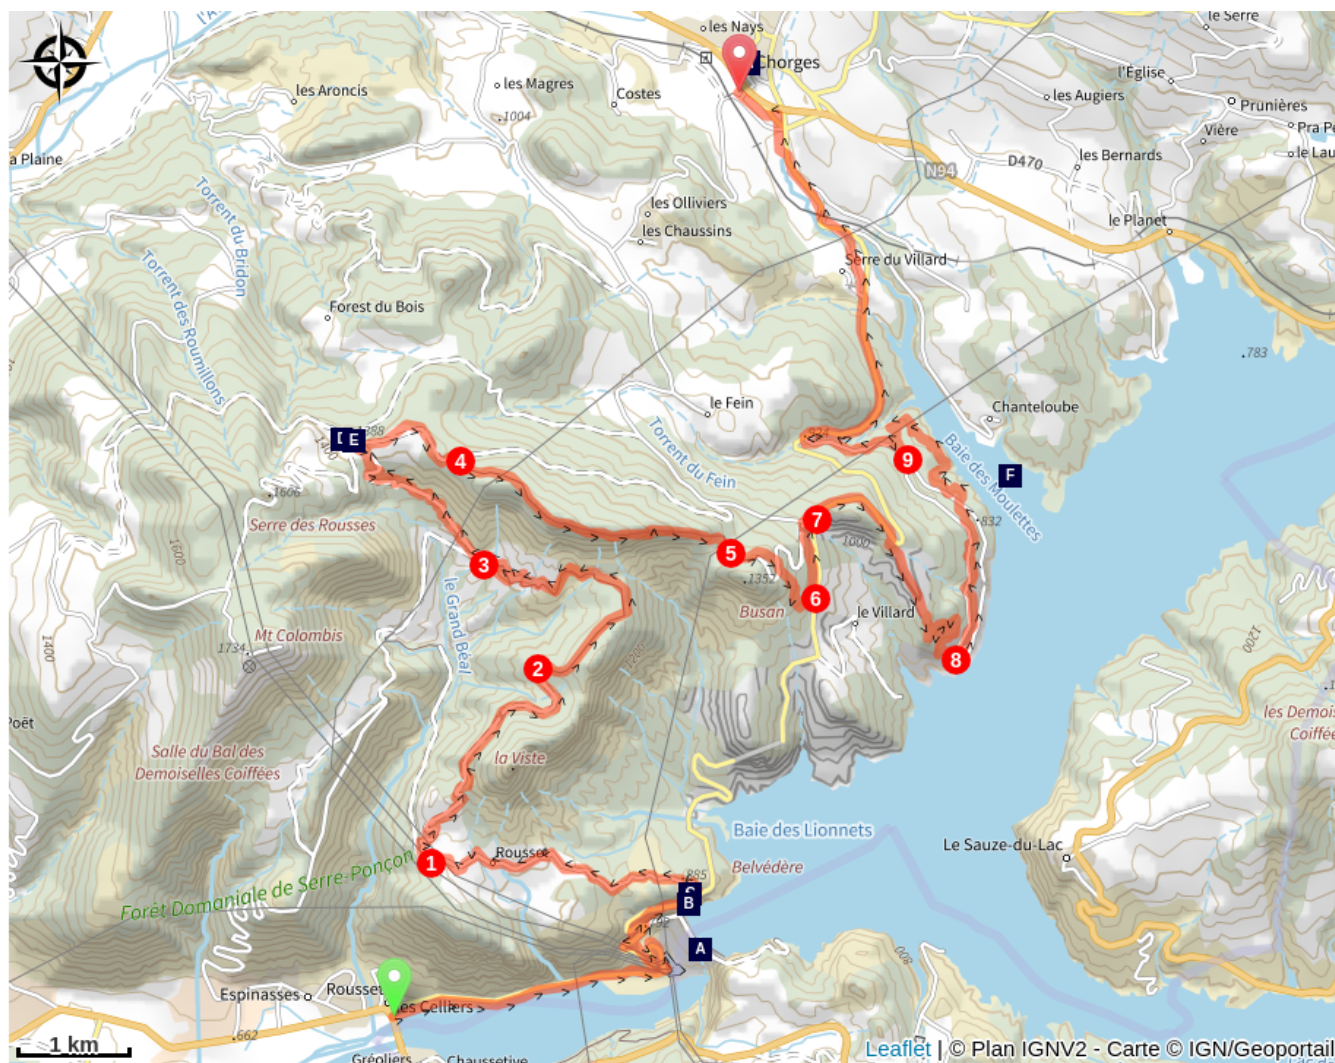 les Nays
le Serre
Chorges
l'Église
les Magres
les Aroncis
Costes
les Augiers
Prunières
1004
Vière
Pra
a Plaine
D470
les Bernards
le Lau
N94
Torrent du Bridon
les Olliviers
le Planet
les Chaussins
Torrent des Roumillons
Serre du Villard
Forest du Bois
783
le Fein
Chanteloube
E
4
9
Torrent du Fein
Baie des Moulettes
F
1606
Serre des Rousses
7
832
1600
1000
5
3
1352
6
Busan
le Villard
le Grand Béal
Mt Colombis
1400
1734
2
1200
8
1200
les Demois
Coiffée
Poët
Salle du Bal des
Demoiselles Coiffées
la Viste
Baie des Lionnets
Le Sauze-du-Lac
1
Rousset
Belvédère
885
Forêt Domaniale de Serre-Ponçon
B
A
800
Espinasses
Rousset
les Celliers
662
1 km
Gréoliers
Chaussetive
Leaflet | © Plan IGNV2 - Carte © IGN/Geoportail